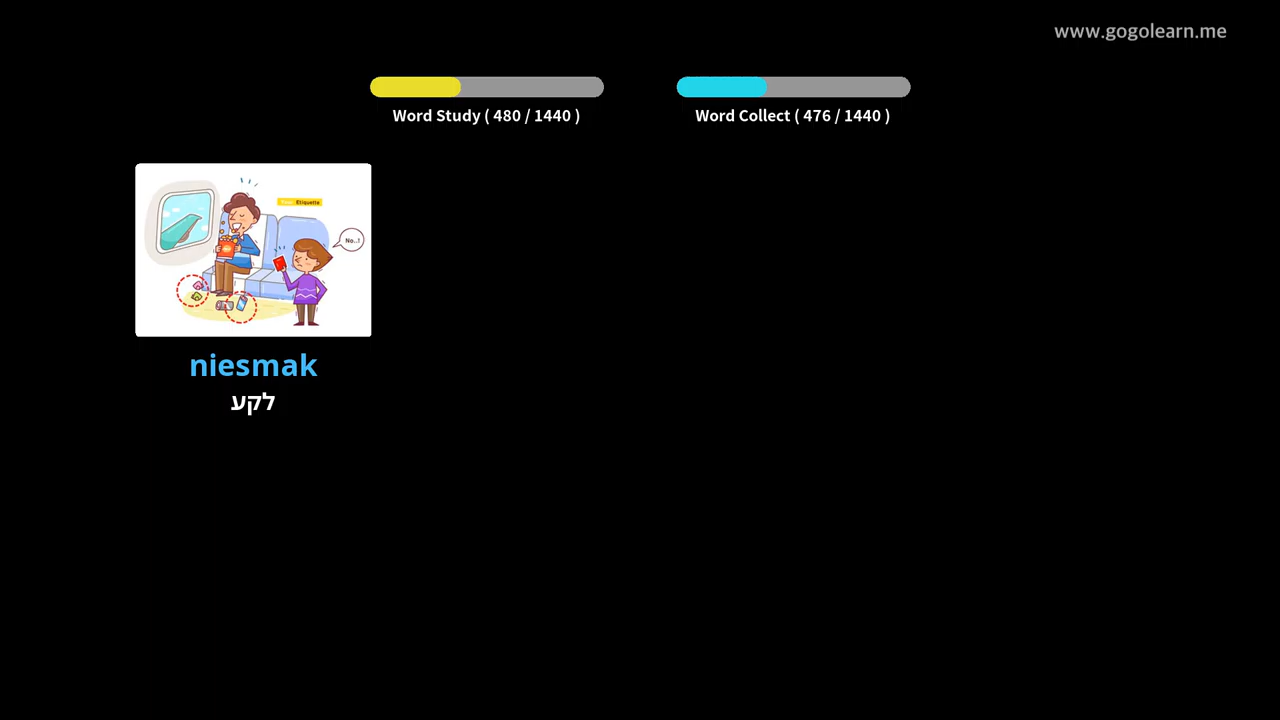 www.gogolearn.me
Word Study ( 480 / 1440 )
Word Collect ( 476 / 1440 )
Etiquette
No..!
niesmak
לקע